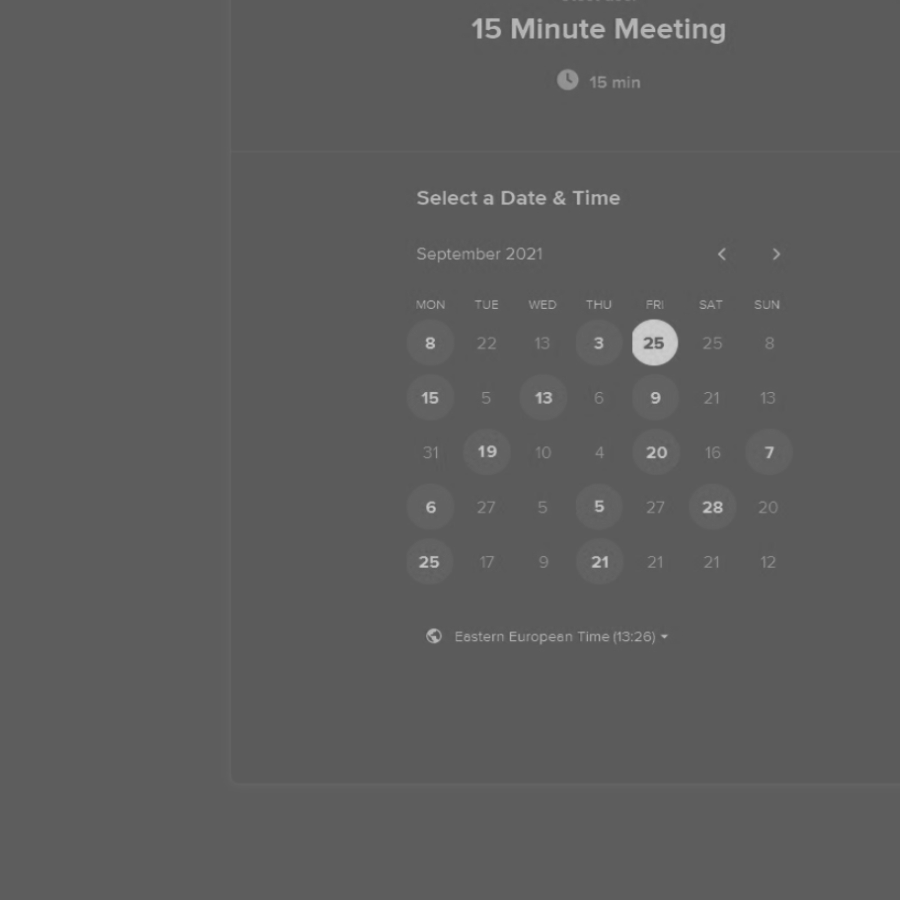 15 Minute Meeting
15 min
Select a Date & Time
September 2021
MON TUE WED THU FRI SAT SUN
8 22 13 3 25 25 8
15 5 13 6 9 21 13
31 19 10 4 20 16 7
6 27 5 5 27 28 20
25 17 9 21 21 21 12
Eastern European Time (13:26)